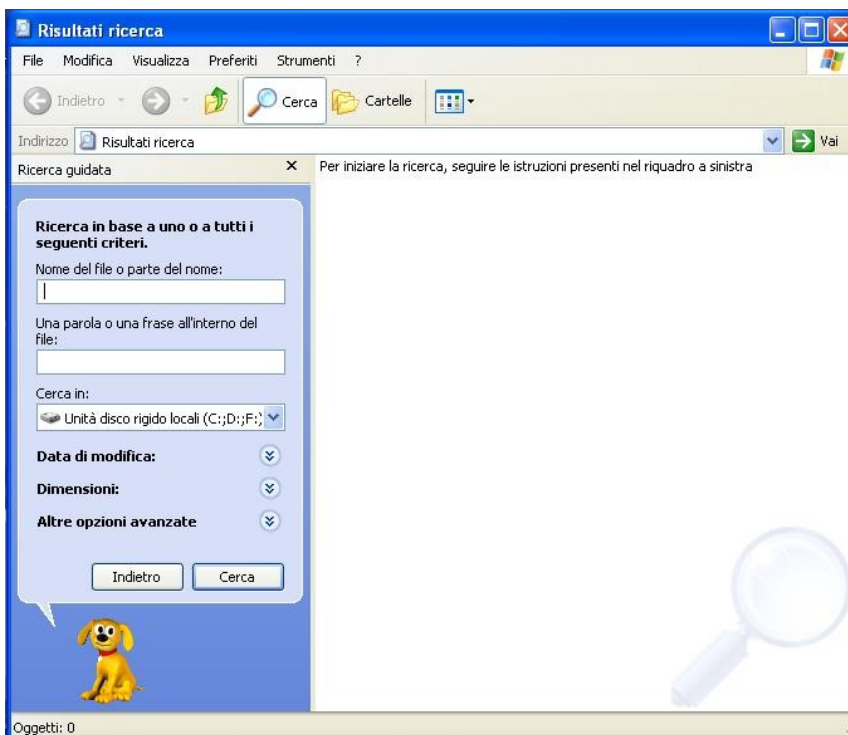 Risultati ricerca
File Modifica Visualizza Preferiti Strumenti ?
Indietro Cerca Cartelle
Indirizzo Risultati ricerca Vai
Ricerca guidata
Per iniziare la ricerca, seguire le istruzioni presenti nel riquadro a sinistra
Ricerca in base a uno o a tutti i
seguenti criteri.
Nome del file o parte del nome:
Una parola o una frase all'interno del
file:
Cerca in:
Unità disco rigido locali (C:;D:;F:)
Data di modifica:
Dimensioni:
Altre opzioni avanzate
Indietro Cerca
Oggetti: 0